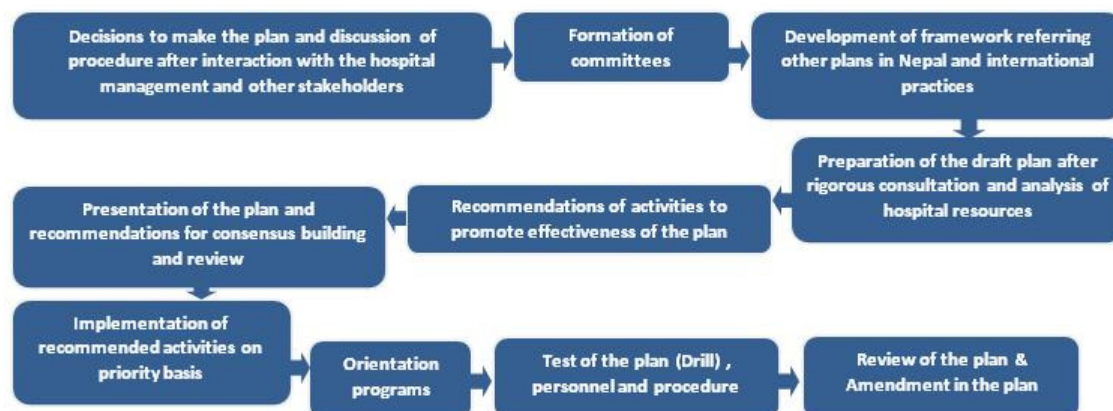 Decisions to make the plan and discussion of
procedure after interaction with the hospital
management and other stakeholders
Formation of
committees
Development of framework referring
other plans in Nepal and international
practices
Preparation of the draft plan after
rigorous consultation and analysis of
hospital resources
Recommendations of activities to
promote effectiveness of the plan
Presentation of the plan and
recommendations for consensus building
and review
Implementation of
recommended activities on
priority basis
Orientation
programs
Test of the plan (Drill) ,
personnel and procedure
Review of the plan &
Amendment in the plan